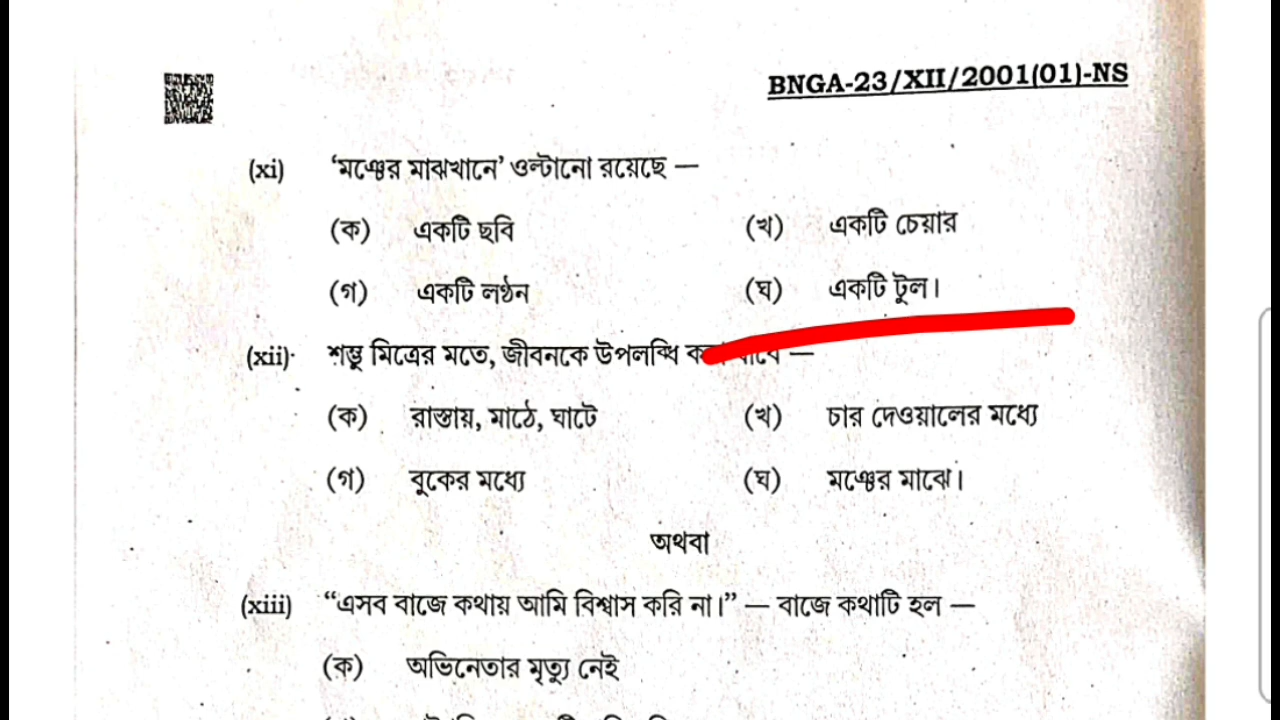 BNGA-23/XII/2001(01)-NS
(xi) ‘মঞ্চের মাঝখানে’ ওল্টানো রয়েছে —
(ক) একটি ছবি (খ) একটি চেয়ার
(গ) একটি লণ্ঠন (ঘ) একটি টুল।
(xii) শম্ভু মিত্রের মতে, জীবনকে উপলব্ধি —
(ক) রাস্তায়, মাঠে, ঘাটে (খ) চার দেওয়ালের মধ্যে
(গ) বুকের মধ্যে (ঘ) মঞ্চের মাঝে।
অথবা
(xiii) “এসব বাজে কথায় আমি বিশ্বাস করি না।” — বাজে কথাটি হল —
(ক) অভিনেতার মৃত্যু নেই